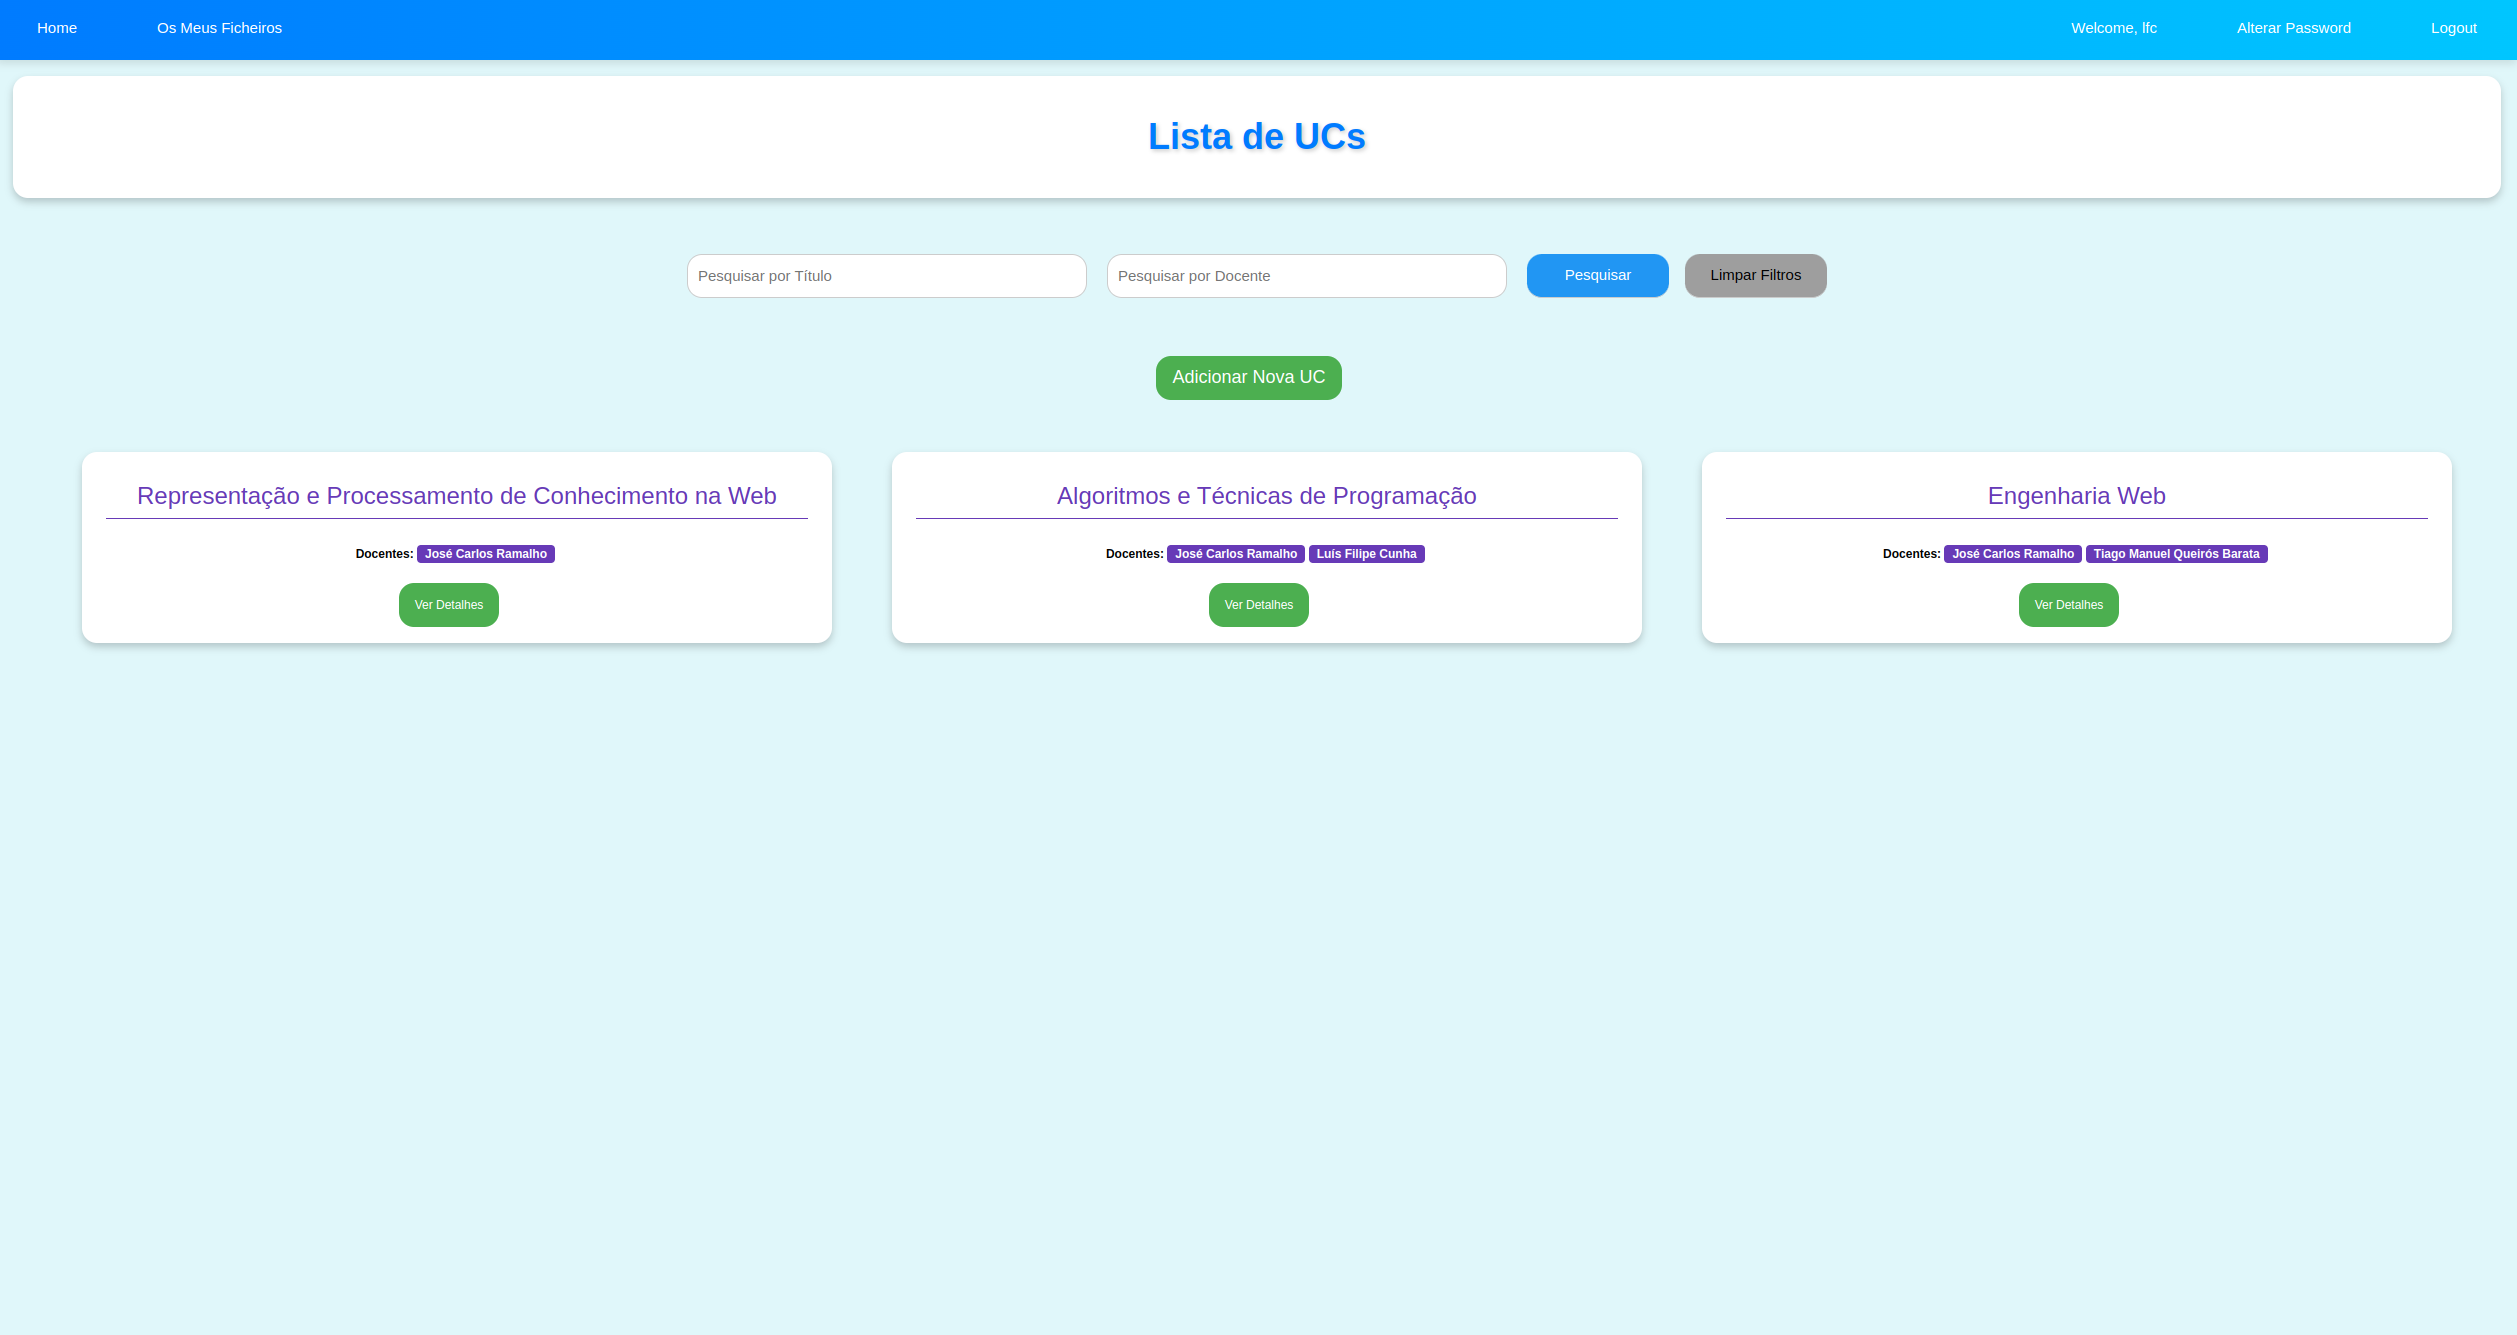 Home Os Meus Ficheiros Welcome, lfc Alterar Password Logout
Lista de UCs
Pesquisar por Título Pesquisar por Docente Pesquisar Limpar Filtros
Adicionar Nova UC
Representação e Processamento de Conhecimento na Web
Docentes: José Carlos Ramalho
Ver Detalhes
Algoritmos e Técnicas de Programação
Docentes: José Carlos Ramalho Luís Filipe Cunha
Ver Detalhes
Engenharia Web
Docentes: José Carlos Ramalho Tiago Manuel Queirós Barata
Ver Detalhes